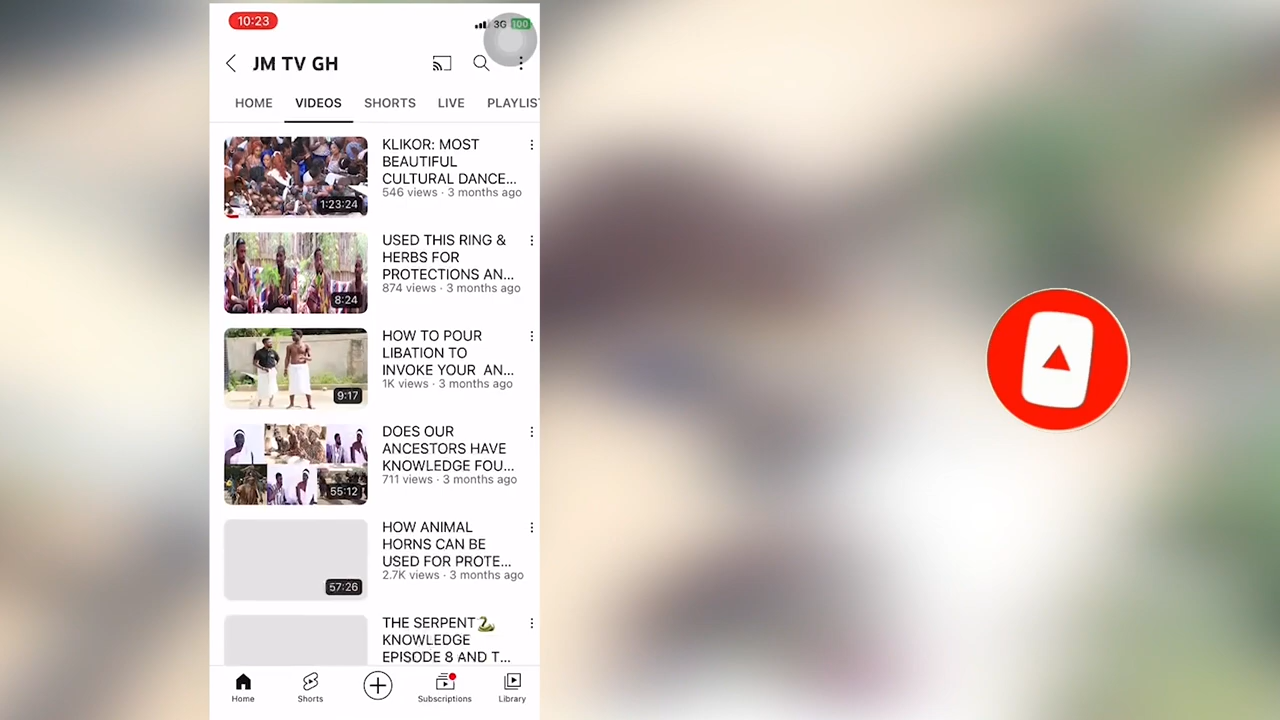 10:23
3G 100
JM TV GH
HOME VIDEOS SHORTS LIVE PLAYLIST
KLIKOR: MOST
BEAUTIFUL
CULTURAL DANCE...
546 views · 3 months ago
1:23:24
USED THIS RING &
HERBS FOR
PROTECTIONS AN...
874 views · 3 months ago
8:24
HOW TO POUR
LIBATION TO
INVOKE YOUR AN...
1K views · 3 months ago
9:17
DOES OUR
ANCESTORS HAVE
KNOWLEDGE FOU...
711 views · 3 months ago
55:12
HOW ANIMAL
HORNS CAN BE
USED FOR PROTE...
2.7K views · 3 months ago
57:26
THE SERPENT🐍
KNOWLEDGE
EPISODE 8 AND T...
Home Shorts Subscriptions Library